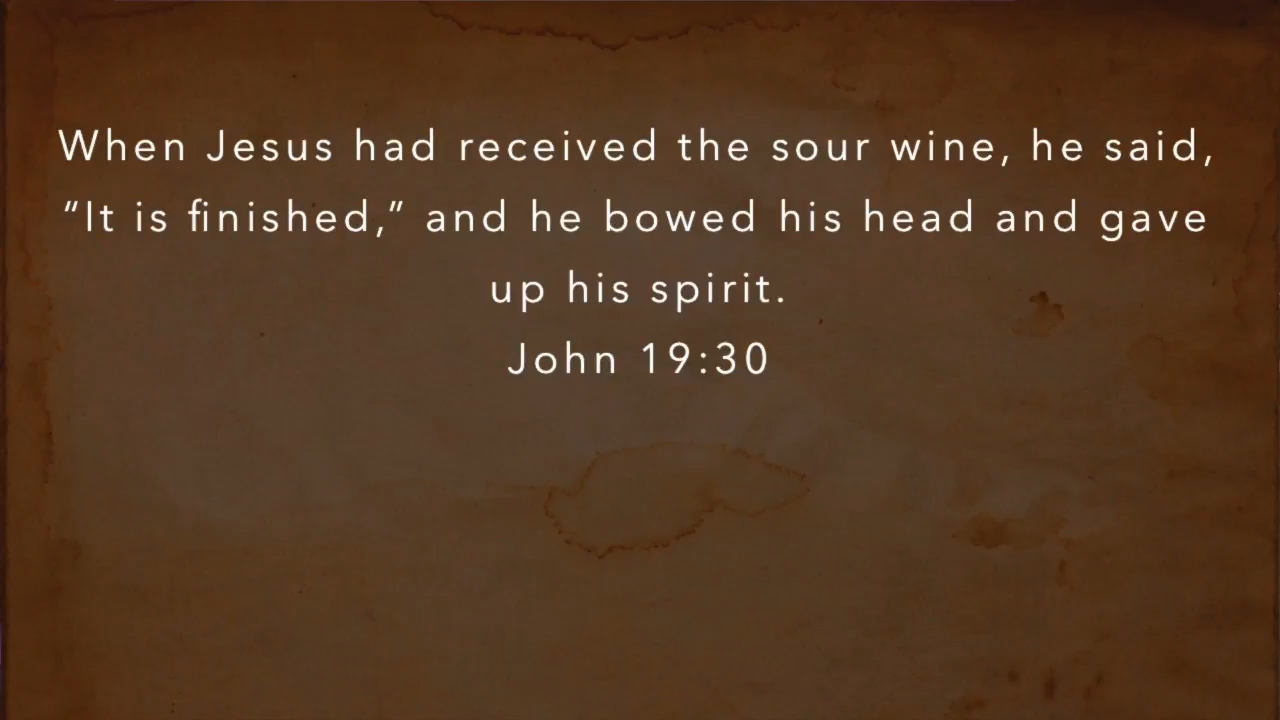 When Jesus had received the sour wine, he said,
“It is finished,” and he bowed his head and gave
up his spirit.
John 19:30